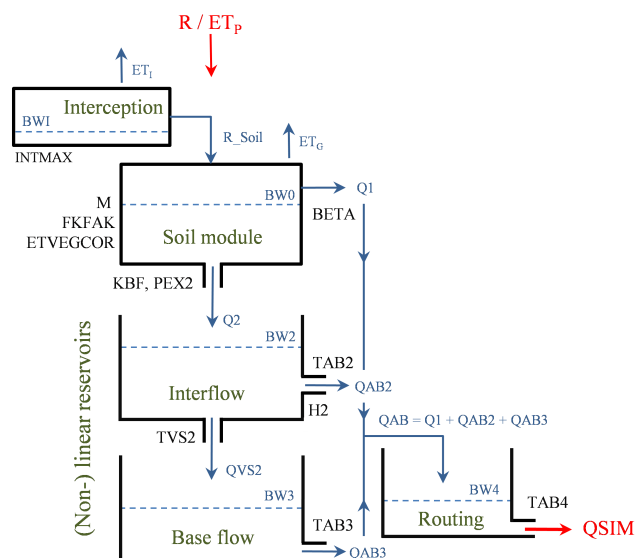 R / ETP
ETI
Interception
BWI
INTMAX
R_Soil
ETG
M
FKFAK
ETVEGCOR
BW0
Soil module
Q1
BETA
KBF, PEX2
Q2
(Non-) linear reservoirs
BW2
Interflow
TAB2
QAB2
H2
TVS2
QVS2
QAB = Q1 + QAB2 + QAB3
BW3
Base flow
TAB3
QAB3
BW4
Routing
TAB4
QSIM